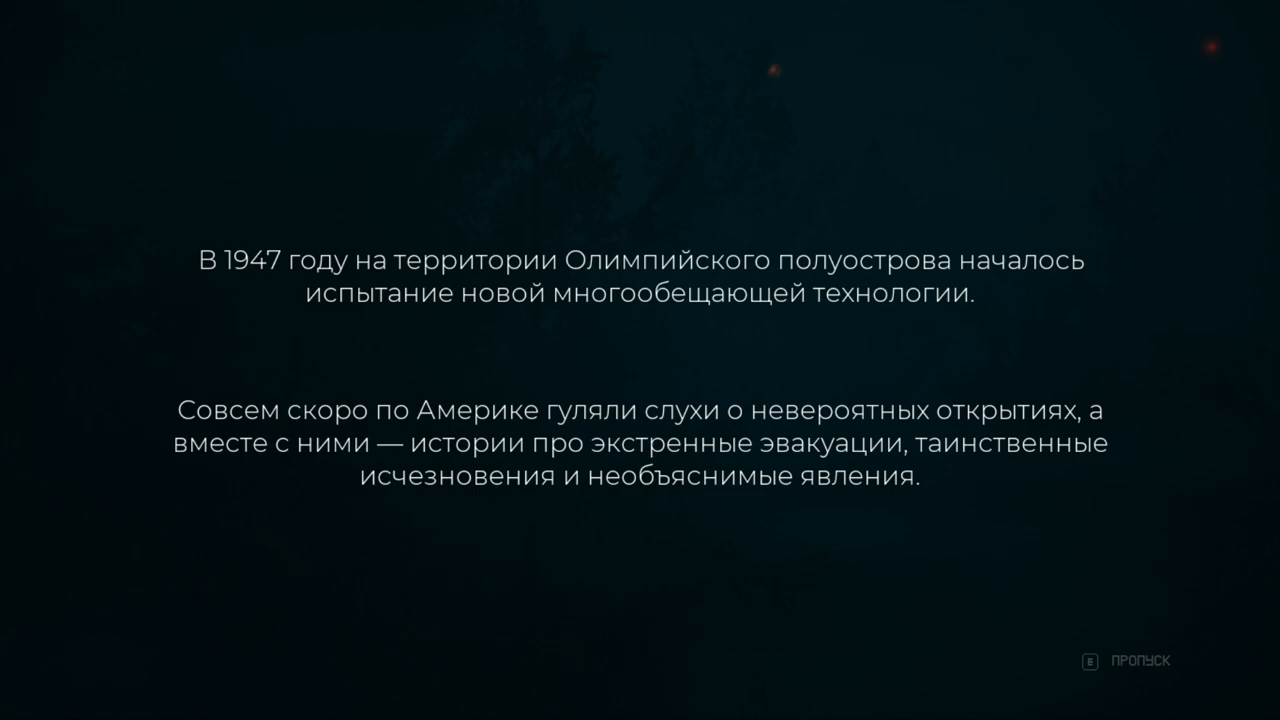 В 1947 году на территории Олимпийского полуострова началось
испытание новой многообещающей технологии.
Совсем скоро по Америке гуляли слухи о невероятных открытиях, а
вместе с ними — истории про экстренные эвакуации, таинственные
исчезновения и необъяснимые явления.
E ПРОПУСК